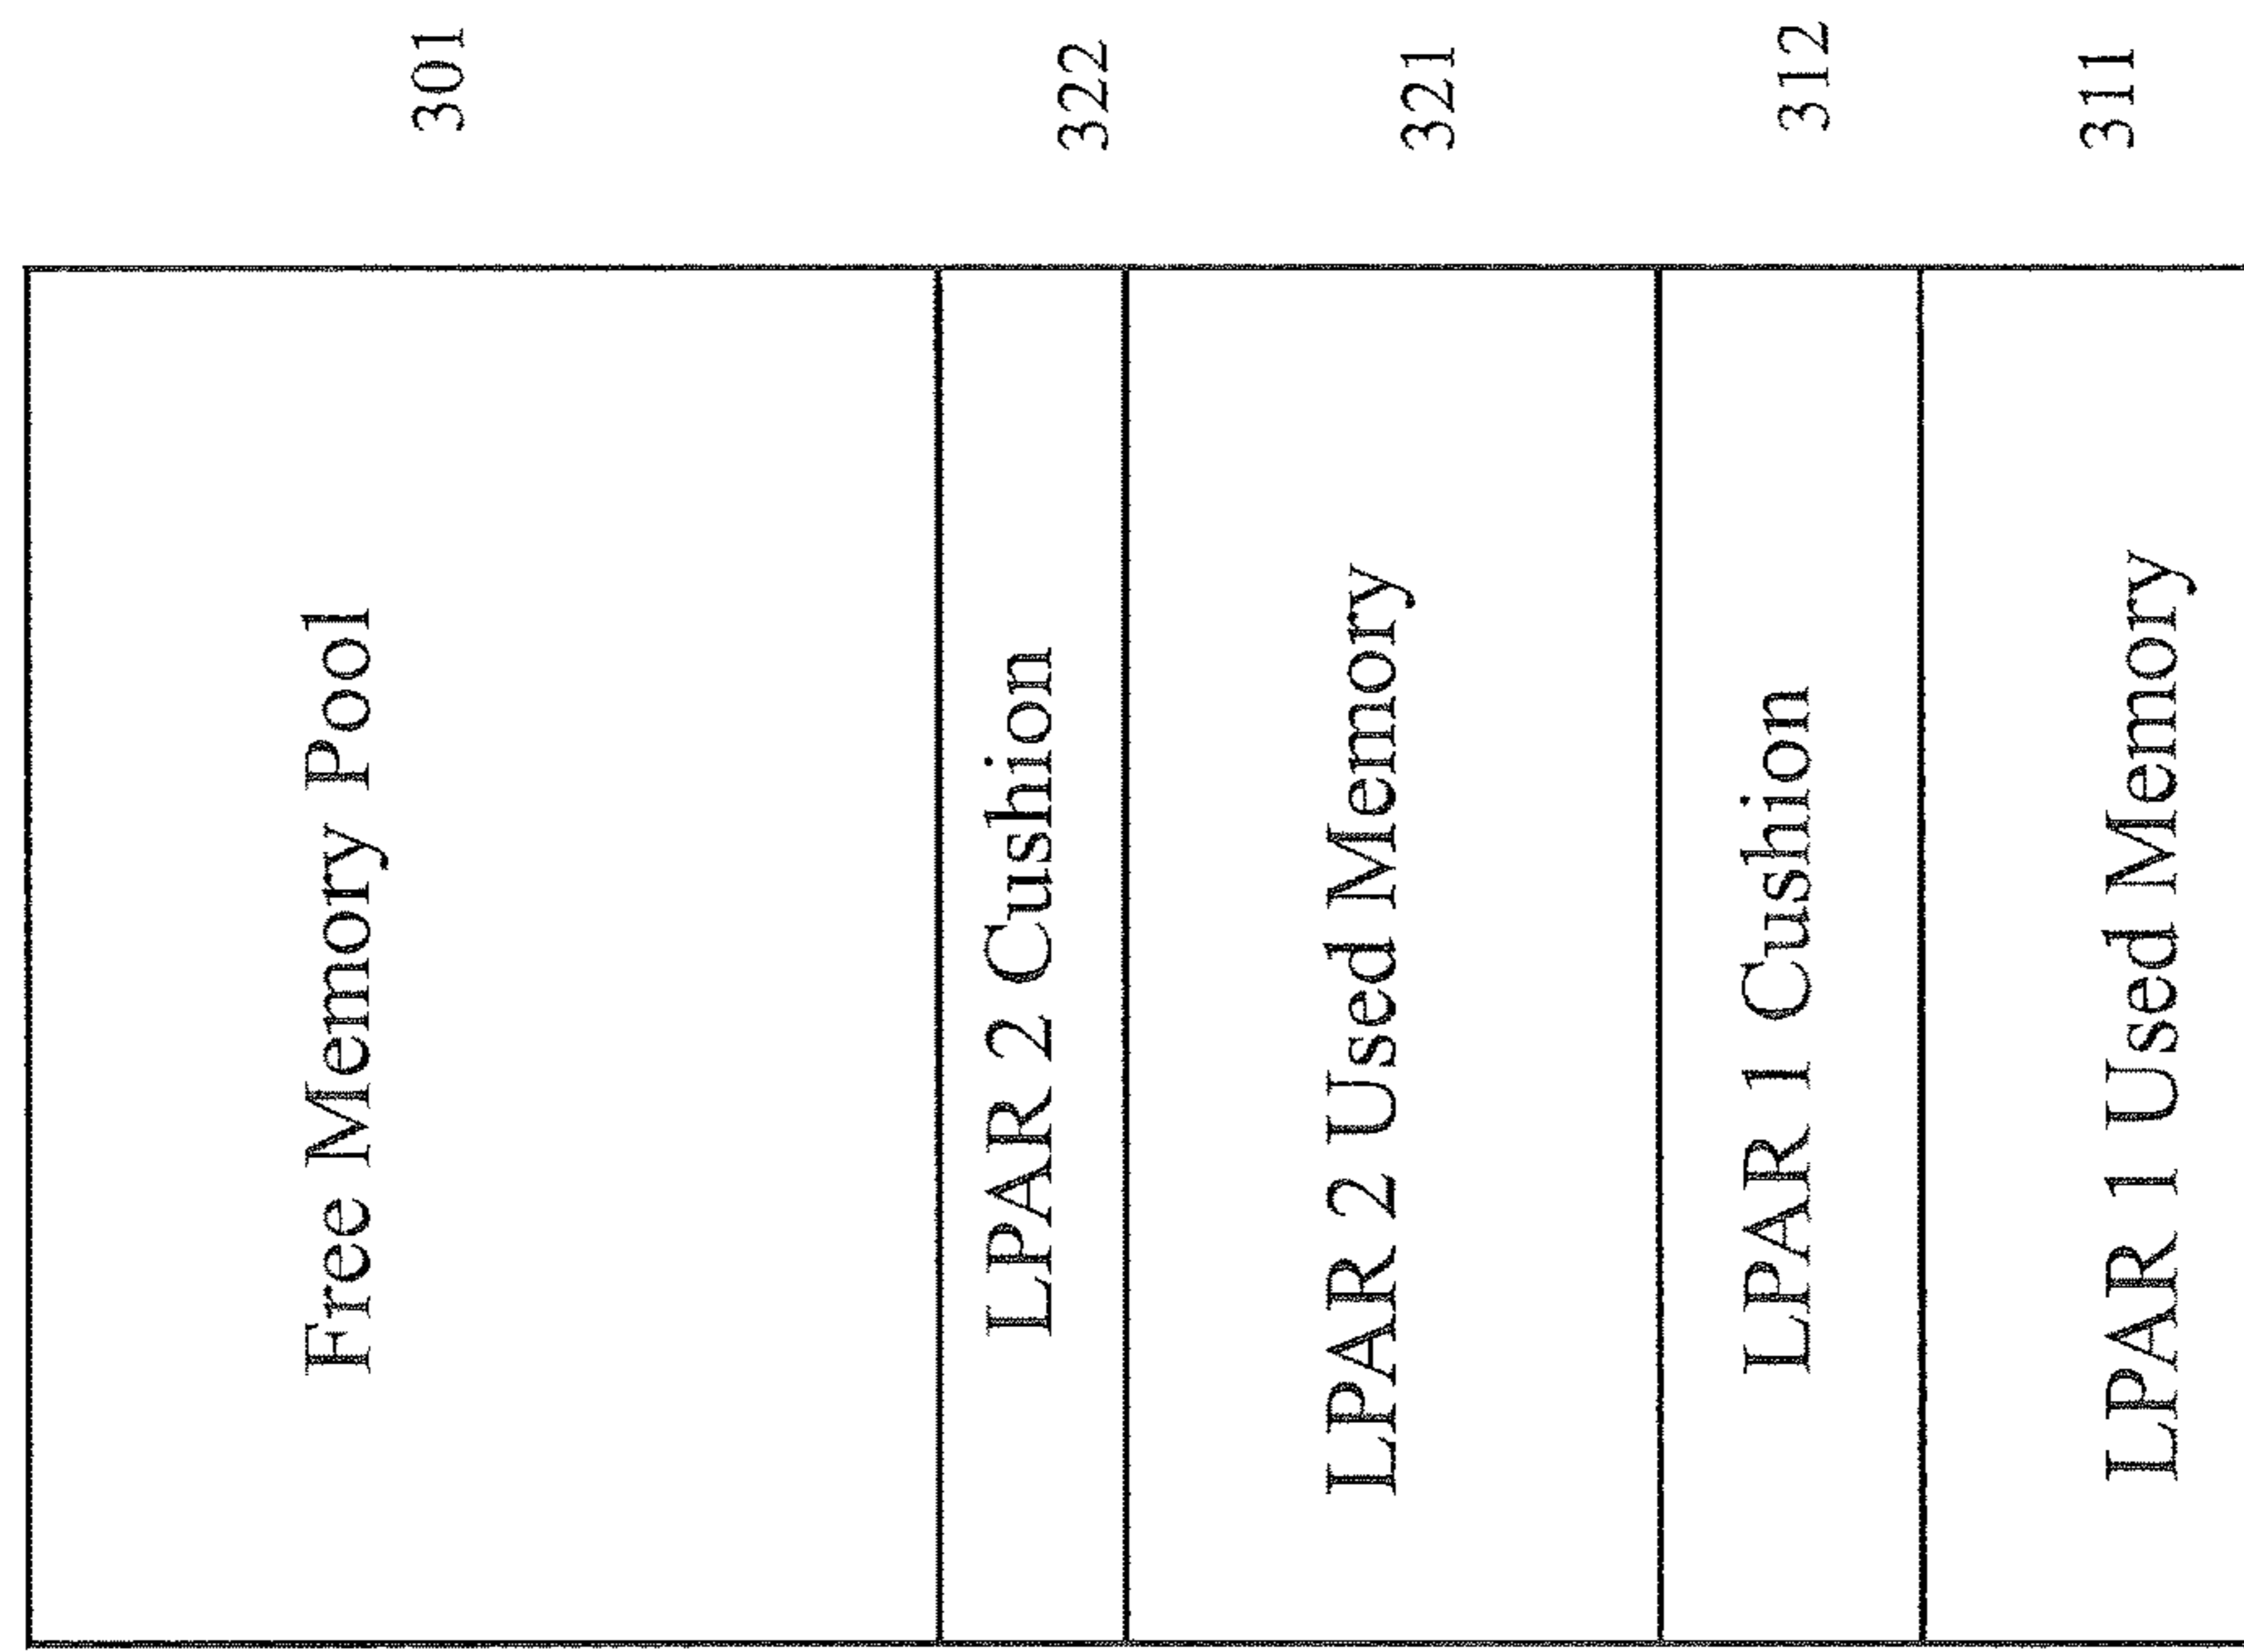 Free Memory Pool 301
LPAR 2 Cushion 322
LPAR 2 Used Memory 321
LPAR 1 Cushion 312
LPAR 1 Used Memory 311